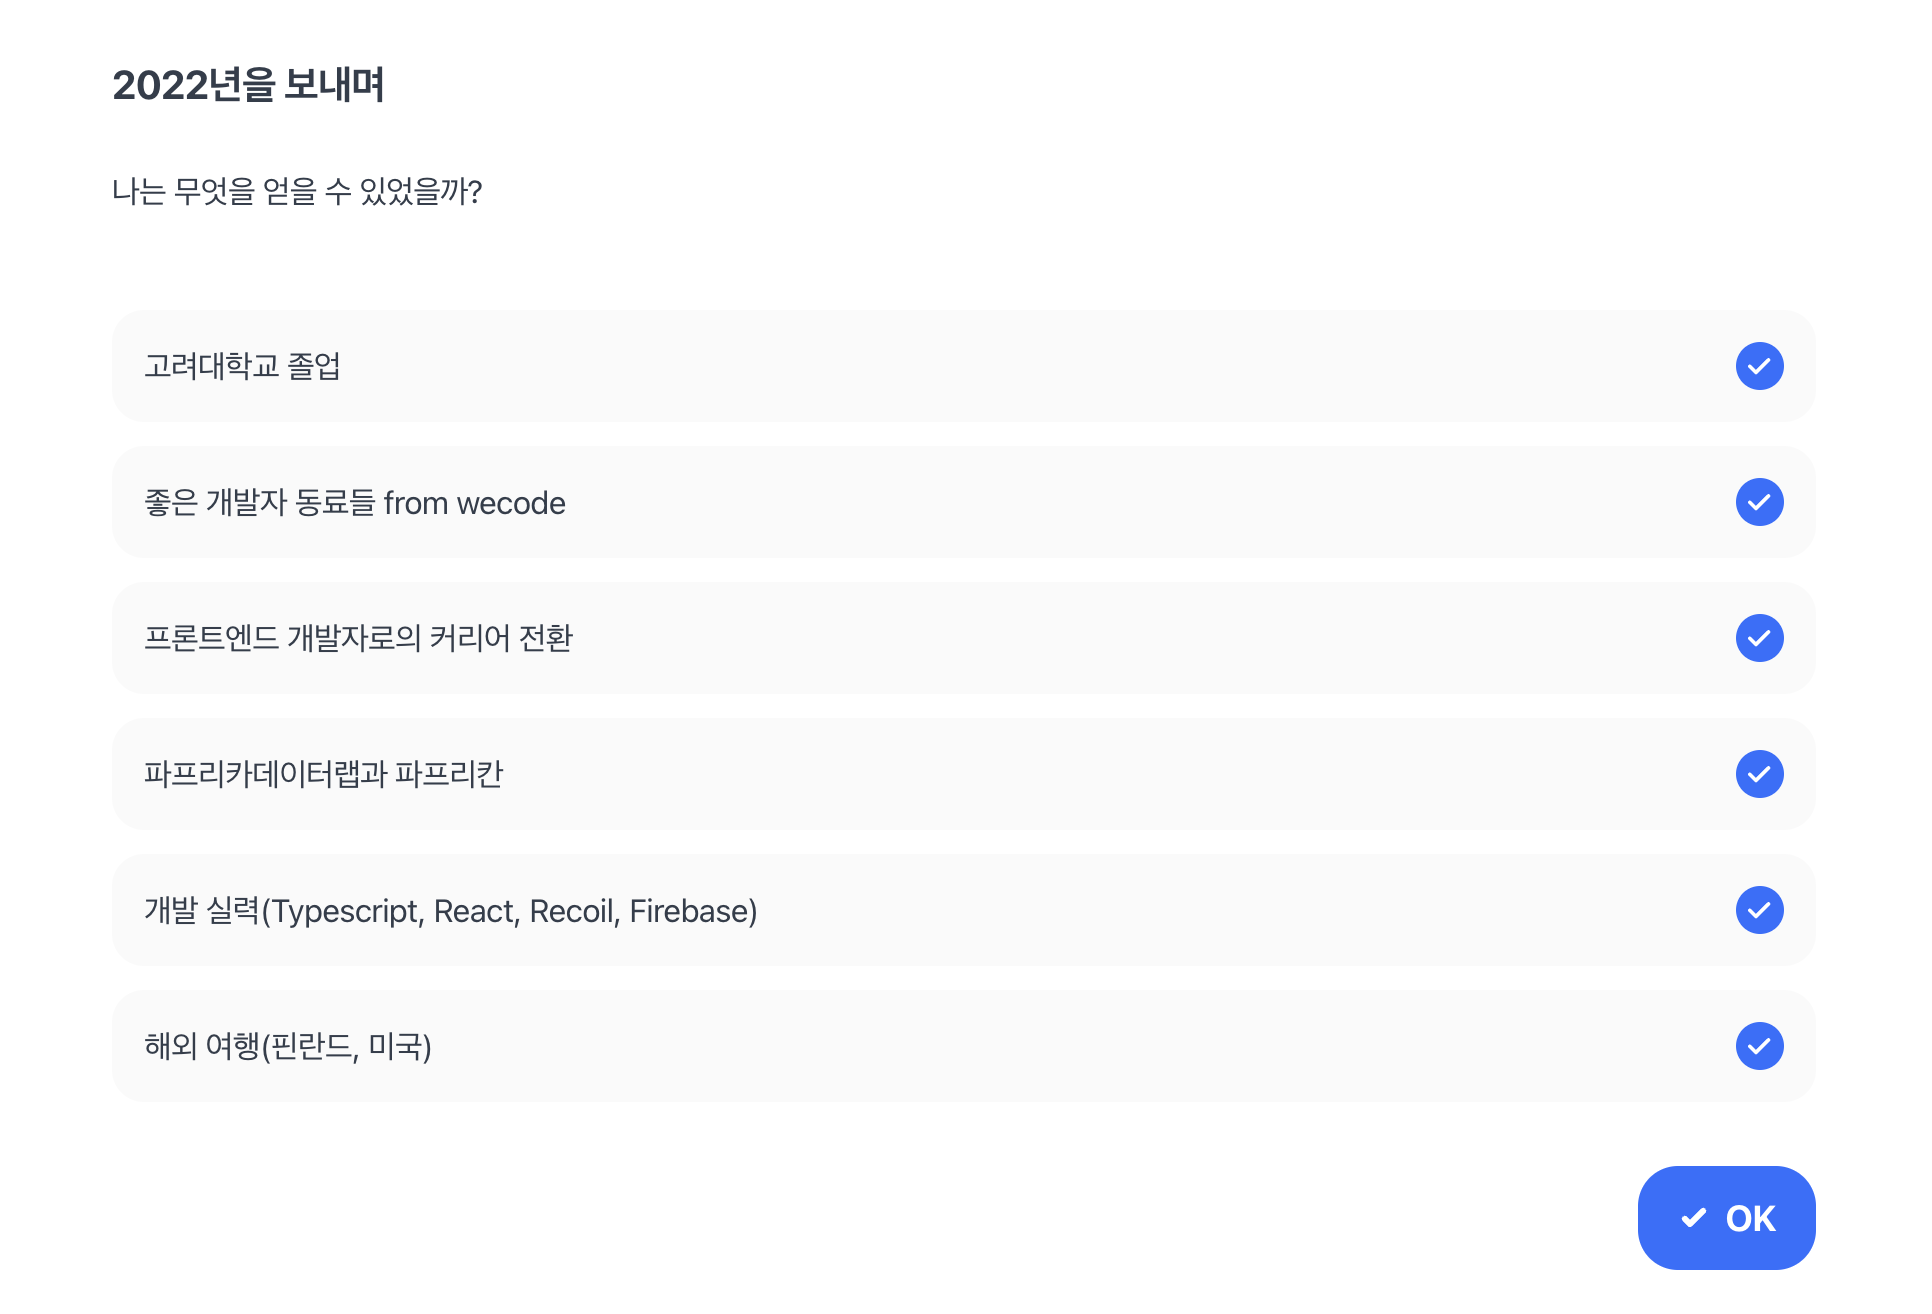 2022년을 보내며
나는 무엇을 얻을 수 있었을까?
고려대학교 졸업
좋은 개발자 동료들 from wecode
프론트엔드 개발자로의 커리어 전환
파프리카데이터랩과 파프리칸
개발 실력(Typescript, React, Recoil, Firebase)
해외 여행(핀란드, 미국)
OK